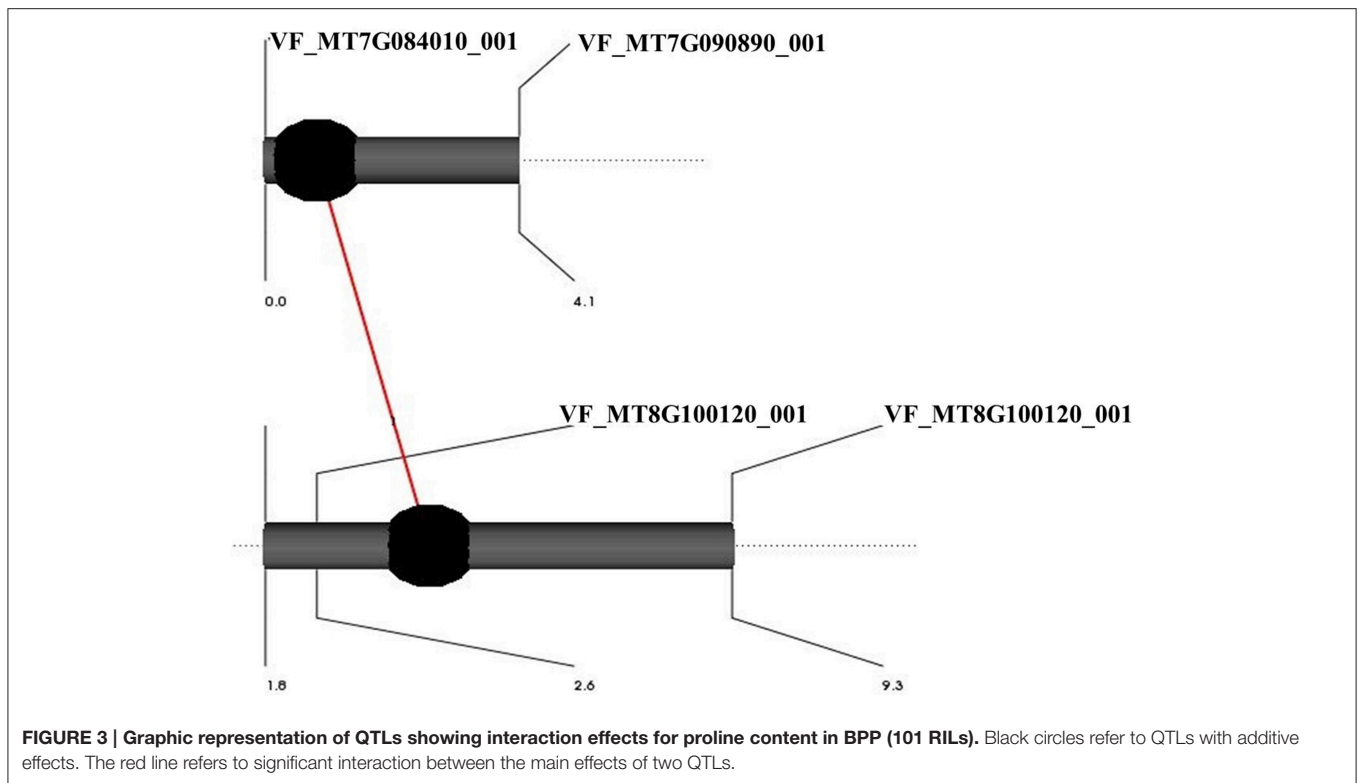 VF_MT7G084010_001 VF_MT7G090890_001
0.0 4.1
VF_MT8G100120_001 VF_MT8G100120_001
1.8 2.6 9.3
FIGURE 3 | Graphic representation of QTLs showing interaction effects for proline content in BPP (101 RILs). Black circles refer to QTLs with additive
effects. The red line refers to significant interaction between the main effects of two QTLs.